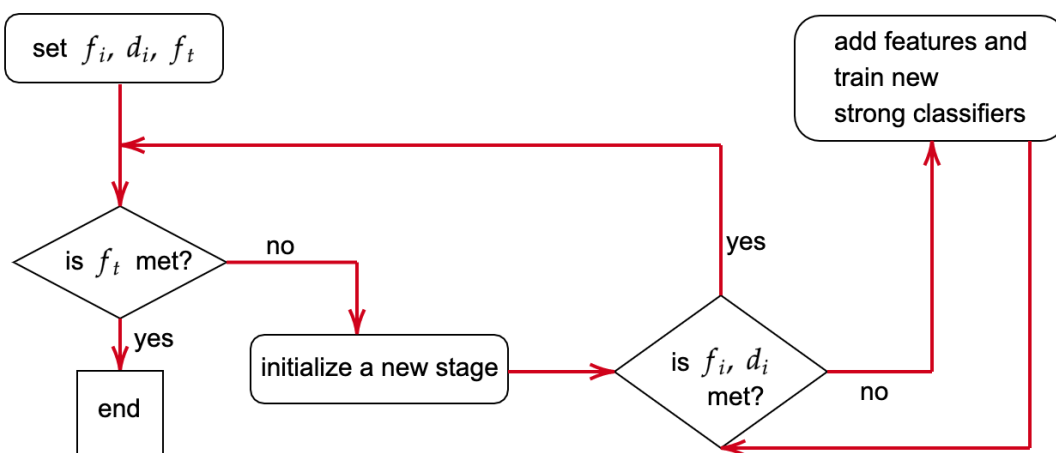 set f_i, d_i, f_t
add features and
train new
strong classifiers
is f_t met?
no
yes
end
initialize a new stage
yes
is f_i, d_i
met?
no